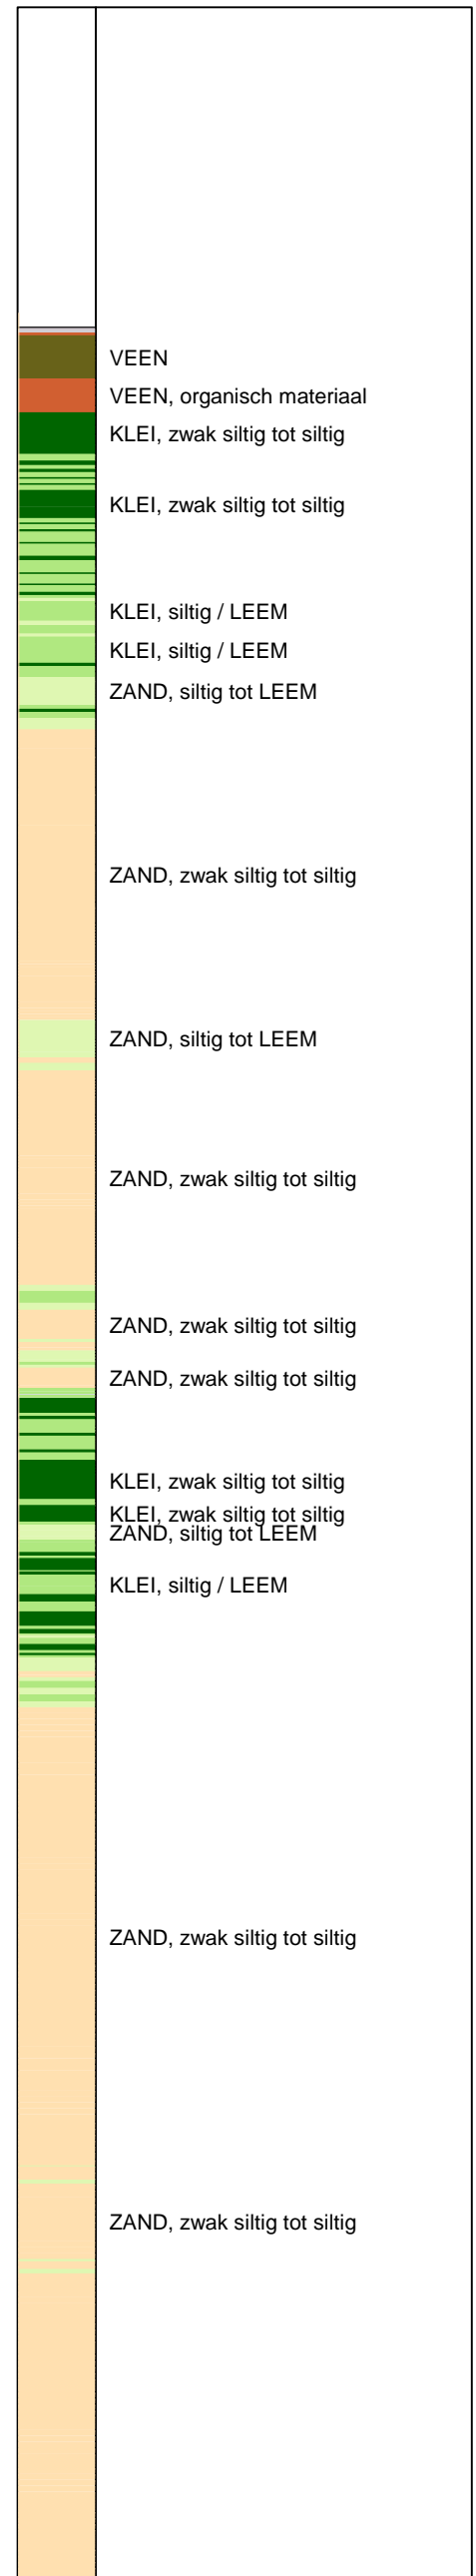 VEEN
VEEN, organisch materiaal
KLEI, zwak siltig tot siltig
KLEI, zwak siltig tot siltig
KLEI, siltig / LEEM
KLEI, siltig / LEEM
ZAND, siltig tot LEEM
ZAND, zwak siltig tot siltig
ZAND, siltig tot LEEM
ZAND, zwak siltig tot siltig
ZAND, zwak siltig tot siltig
ZAND, zwak siltig tot siltig
KLEI, zwak siltig tot siltig
KLEI, zwak siltig tot siltig
ZAND, siltig tot LEEM
KLEI, siltig / LEEM
ZAND, zwak siltig tot siltig
ZAND, zwak siltig tot siltig